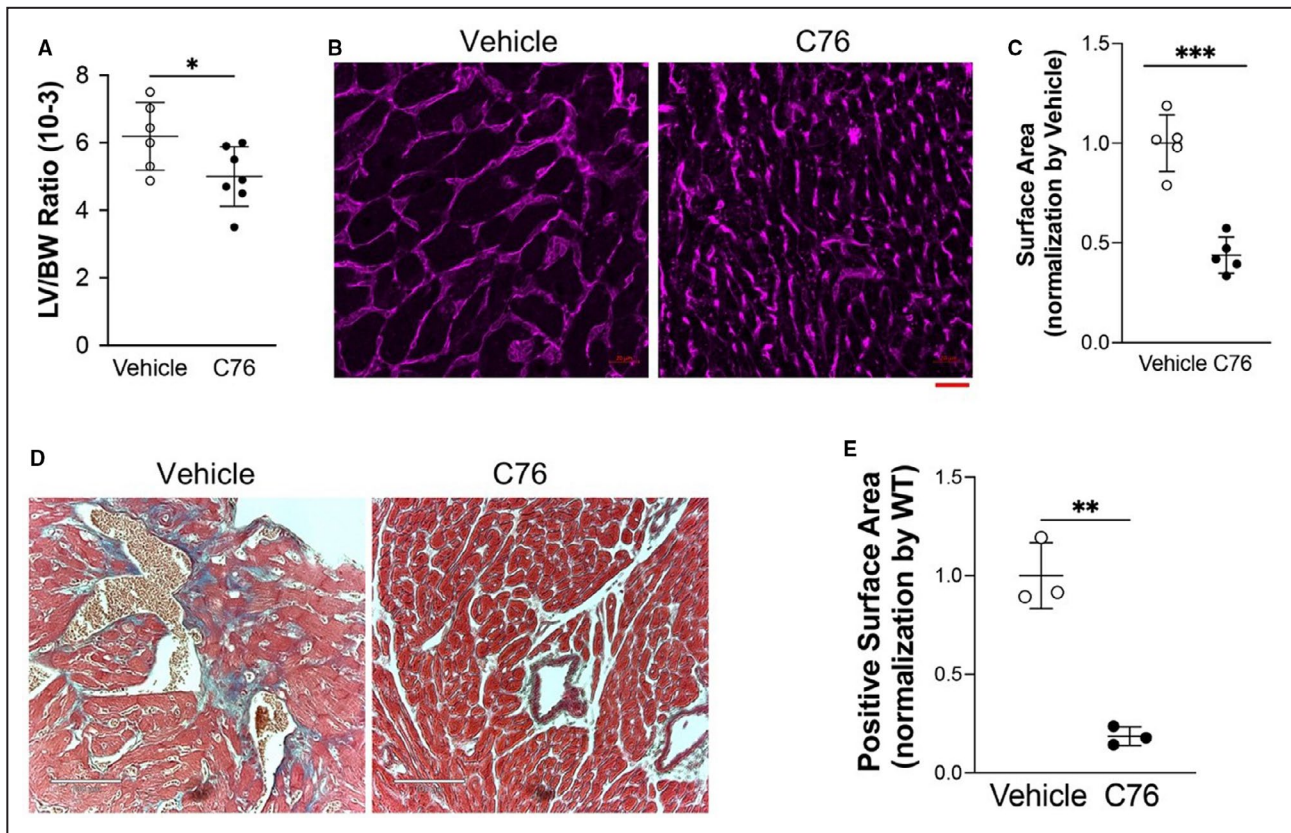 A
*
LV/BW Ratio (10-3)
8
6
4
2
0
Vehicle
C76
B
Vehicle
C76
20 µm
C
***
Surface Area
(normalization by Vehicle)
1.5
1.0
0.5
0.0
Vehicle C76
D
Vehicle
C76
E
**
Positive Surface Area
(normalization by WT)
1.5
1.0
0.5
0.0
Vehicle C76